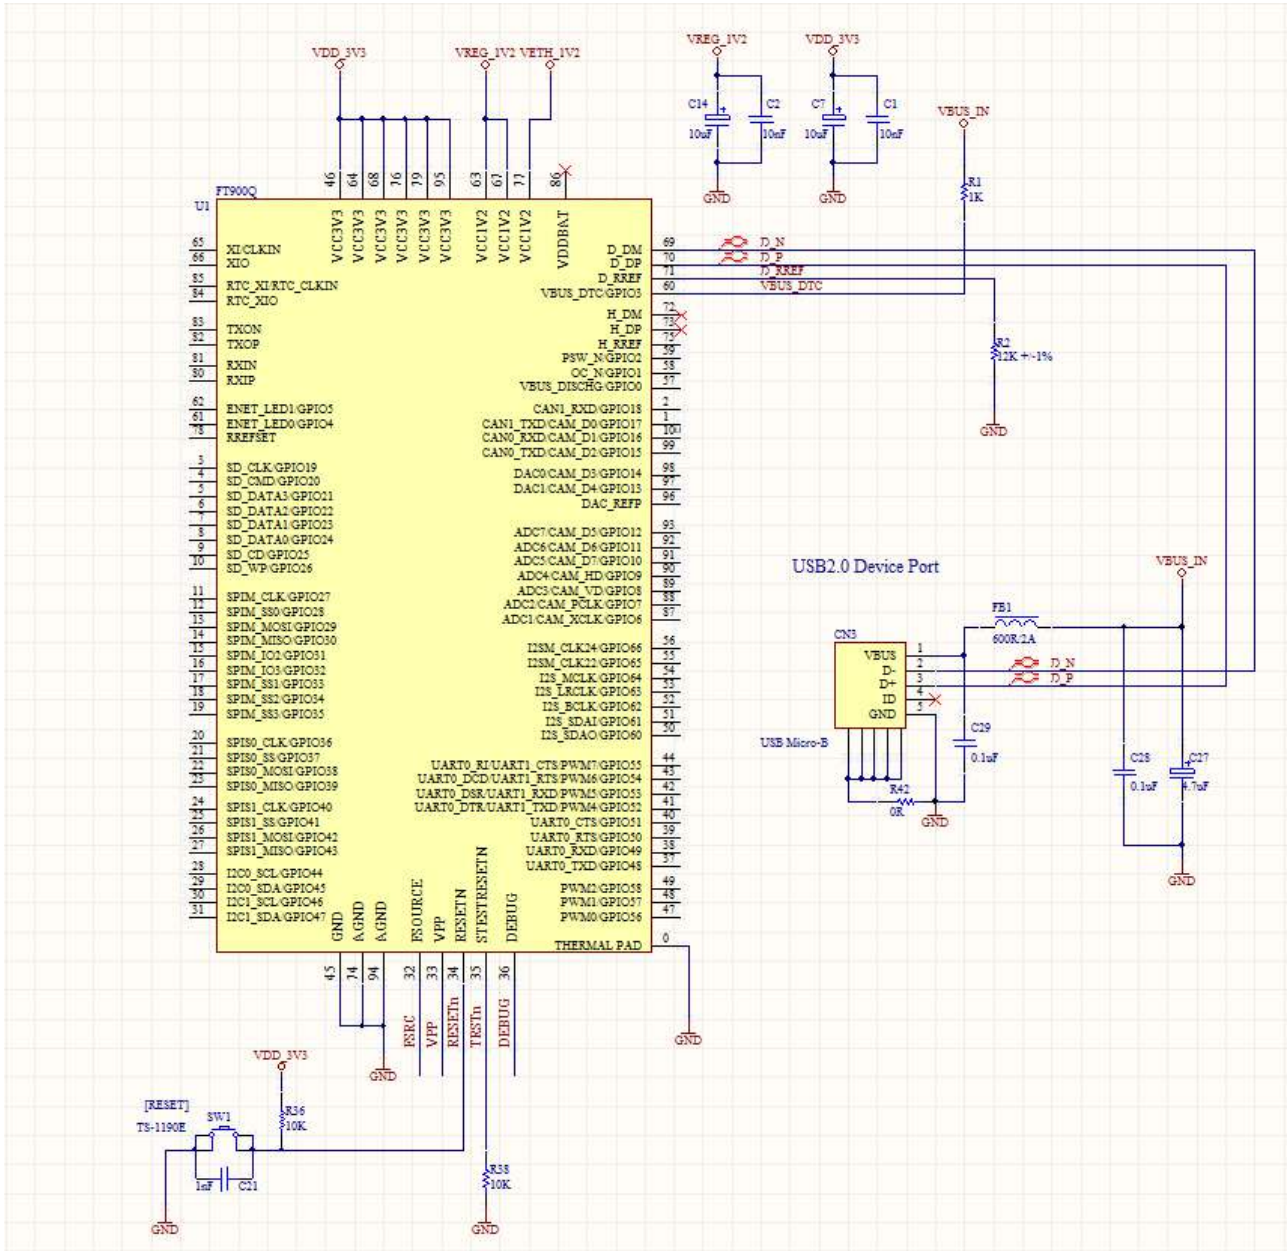 VDD_3V3
VREG_1V2
VETH_1V2
VREG_1V2
VDD_3V3
C14
10uF
C2
10nF
C7
10uF
C1
10nF
GND
GND
VBUS_IN
R1
1K
46
64
68
76
79
95
63
67
77
86
FT900Q
U1
VCC3V3
VCC3V3
VCC3V3
VCC3V3
VCC3V3
VCC3V3
VCC1V2
VCC1V2
VCC1V2
VDDBAT
65 XI/CLKIN
66 XIO
85 RTC_XI/RTC_CLKIN
84 RTC_XIO
83 TXON
82 TXOP
81 RXIN
80 RXIP
62 ENET_LED1/GPIO5
61 ENET_LED0/GPIO4
78 RREFSET
3 SD_CLK/GPIO19
4 SD_CMD/GPIO20
5 SD_DATA3/GPIO21
6 SD_DATA2/GPIO22
7 SD_DATA1/GPIO23
8 SD_DATA0/GPIO24
9 SD_CD/GPIO25
10 SD_WP/GPIO26
11 SPIM_CLK/GPIO27
12 SPIM_SS0/GPIO28
13 SPIM_MOSI/GPIO29
14 SPIM_MISO/GPIO30
15 SPIM_IO2/GPIO31
16 SPIM_IO3/GPIO32
17 SPIM_SS1/GPIO33
18 SPIM_SS2/GPIO34
19 SPIM_SS3/GPIO35
20 SPIS0_CLK/GPIO36
21 SPIS0_SS/GPIO37
22 SPIS0_MOSI/GPIO38
23 SPIS0_MISO/GPIO39
24 SPIS1_CLK/GPIO40
25 SPIS1_SS/GPIO41
26 SPIS1_MOSI/GPIO42
27 SPIS1_MISO/GPIO43
28 I2C0_SCL/GPIO44
29 I2C0_SDA/GPIO45
30 I2C1_SCL/GPIO46
31 I2C1_SDA/GPIO47
D_DM 69 D_N
D_DP 70 D_P
D_RREF 71 D_RREF
VBUS_DTC/GPIO3 60 VBUS_DTC
H_DM 72
H_DP 73
H_RREF 75
PSW_N/GPIO2 59
OC_N/GPIO1 58
VBUS_DISCHG/GPIO0 57
CAN1_RXD/GPIO18 2
CAN1_TXD/CAM_D0/GPIO17 1
CAN0_RXD/CAM_D1/GPIO16 100
CAN0_TXD/CAM_D2/GPIO15 99
DAC0/CAM_D3/GPIO14 98
DAC1/CAM_D4/GPIO13 97
DAC_REFP 96
ADC7/CAM_D5/GPIO12 93
ADC6/CAM_D6/GPIO11 92
ADC5/CAM_D7/GPIO10 91
ADC4/CAM_HD/GPIO9 90
ADC3/CAM_VD/GPIO8 89
ADC2/CAM_PCLK/GPIO7 88
ADC1/CAM_XCLK/GPIO6 87
I2SM_CLK24/GPIO66 56
I2SM_CLK22/GPIO65 55
I2S_MCLK/GPIO64 54
I2S_LRCLK/GPIO63 53
I2S_BCLK/GPIO62 52
I2S_SDAI/GPIO61 51
I2S_SDAO/GPIO60 50
UART0_RI/UART1_CTS/PWM7/GPIO55 44
UART0_DCD/UART1_RTS/PWM6/GPIO54 43
UART0_DSR/UART1_RXD/PWM5/GPIO53 42
UART0_DTR/UART1_TXD/PWM4/GPIO52 41
UART0_CTS/GPIO51 40
UART0_RTS/GPIO50 39
UART0_RXD/GPIO49 38
UART0_TXD/GPIO48 37
PWM2/GPIO58 49
PWM1/GPIO57 48
PWM0/GPIO56 47
THERMAL PAD 0
GND
AGND
AGND
FSOURCE
VPP
RESETN
STESTRESETN
DEBUG
45
74
94
32
33
34
35
36
FSRC
VPP
RESETn
TRSTn
DEBUG
GND
GND
R2
12K +/-1%
GND
USB2.0 Device Port
VBUS_IN
FB1
600R/2A
CN3
VBUS 1
D- 2 D_N
D+ 3 D_P
ID 4
GND 5
USB Micro-B
C29
0.1uF
R42
0R
GND
C28
0.1uF
C27
4.7uF
GND
VDD_3V3
[RESET]
SW1
TS-1190E
R36
10K
1nF
C21
GND
R38
10K
GND